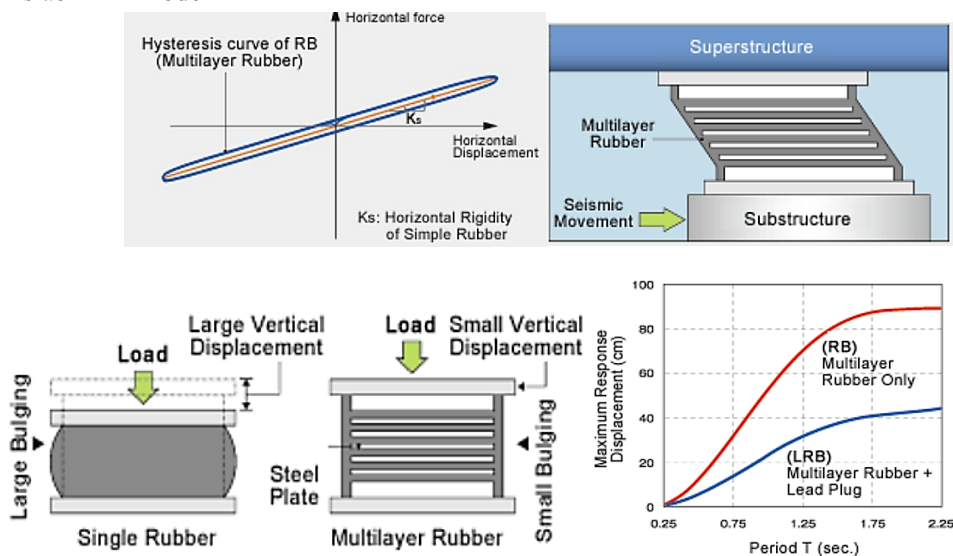 Horizontal force
Hysteresis curve of RB
(Multilayer Rubber)
Ks
Horizontal
Displacement
Ks: Horizontal Rigidity
of Simple Rubber
Superstructure
Multilayer
Rubber
Seismic
Movement
Substructure
Large Vertical
Displacement
Load
Large Bulging
Single Rubber
Load
Small Vertical
Displacement
Steel
Plate
Small Bulging
Multilayer Rubber
Maximum Response
Displacement (cm)
100
80
60
40
20
0
(RB)
Multilayer
Rubber Only
(LRB)
Multilayer Rubber +
Lead Plug
0.25 0.75 1.25 1.75 2.25
Period T (sec.)